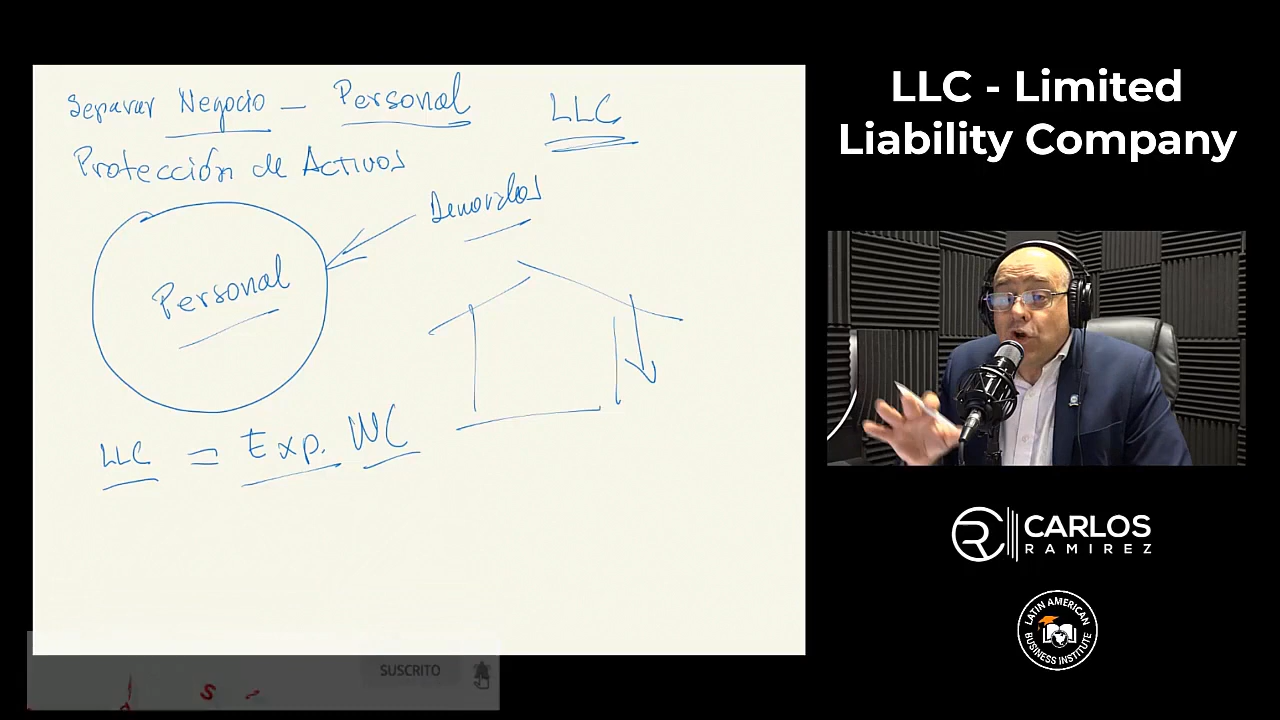 Separar Negocio – Personal
LLC
Protección de Activos
Personal
LLC = Exp. WC
LLC - Limited
Liability Company
CARLOS
RAMIREZ
LATIN AMERICAN
BUSINESS INSTITUTE
SUSCRITO